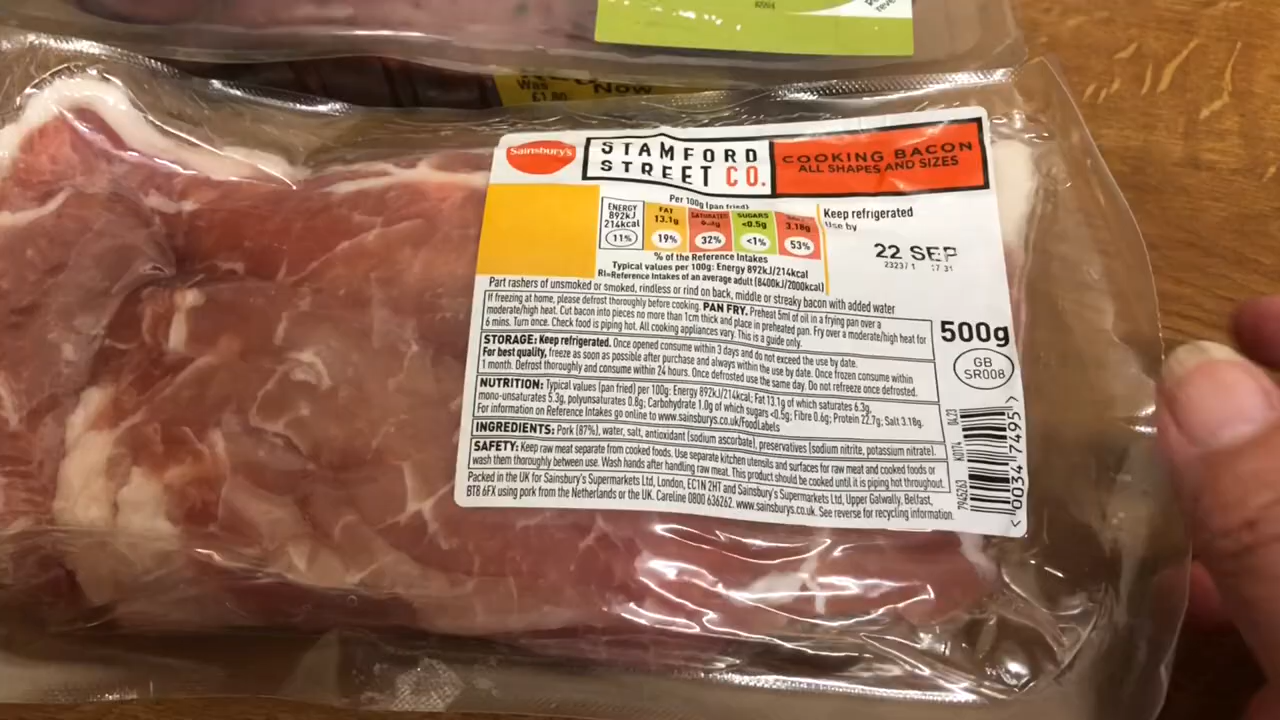 Was
£1.80
Now
Sainsbury's
STAMFORD
STREET CO.
COOKING BACON
ALL SHAPES AND SIZES
Per 100g (pan fried)
ENERGY
892kJ
214kcal
11%
FAT
13.1g
19%
SATURATES
32%
SUGARS
<0.5g
<1%
3.18g
53%
% of the Reference Intakes
Typical values per 100g: Energy 892kJ/214kcal
RI=Reference Intakes of an average adult (8400kJ/2000kcal)
Keep refrigerated
Use by
22 SEP
23237 1 17 31
Part rashers of unsmoked or smoked, rindless or rind on back, middle or streaky bacon with added water
If freezing at home, please defrost thoroughly before cooking. PAN FRY. Preheat 5ml of oil in a frying pan over a
moderate/high heat. Cut bacon into pieces no more than 1cm thick and place in preheated pan. Fry over a moderate/high heat for
6 mins. Turn once. Check food is piping hot. All cooking appliances vary. This is a guide only.
STORAGE: Keep refrigerated. Once opened consume within 3 days and do not exceed the use by date.
For best quality, freeze as soon as possible after purchase and always within the use by date. Once frozen consume within
1 month. Defrost thoroughly and consume within 24 hours. Once defrosted use the same day. Do not refreeze once defrosted.
NUTRITION: Typical values (pan fried) per 100g: Energy 892kJ/214kcal; Fat 13.1g of which saturates 6.3g,
mono-unsaturates 5.3g, polyunsaturates 0.8g; Carbohydrate 1.0g of which sugars <0.5g; Fibre 0.6g; Protein 22.7g; Salt 3.18g.
For information on Reference Intakes go online to www.sainsburys.co.uk/FoodLabels
INGREDIENTS: Pork (87%), water, salt, antioxidant (sodium ascorbate), preservatives (sodium nitrite, potassium nitrate).
SAFETY: Keep raw meat separate from cooked foods. Use separate kitchen utensils and surfaces for raw meat and cooked foods or
wash them thoroughly between use. Wash hands after handling raw meat. This product should be cooked until it is piping hot throughout.
Packed in the UK for Sainsbury's Supermarkets Ltd, London, EC1N 2HT and Sainsbury's Supermarkets Ltd, Upper Galwally, Belfast,
BT8 6FX using pork from the Netherlands or the UK. Careline 0800 636262. www.sainsburys.co.uk. See reverse for recycling information.
500g
GB
SR008
7945263 K0174 04.23
<0034 7495>